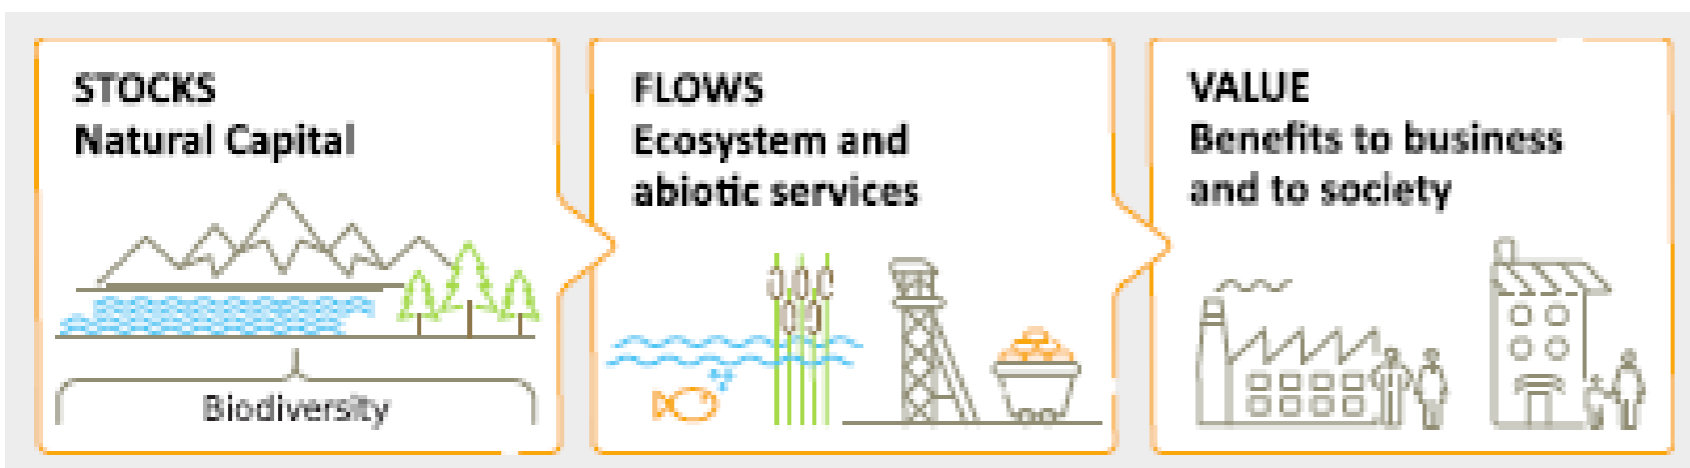 STOCKS
Natural Capital
Biodiversity
FLOWS
Ecosystem and
abiotic services
VALUE
Benefits to business
and to society